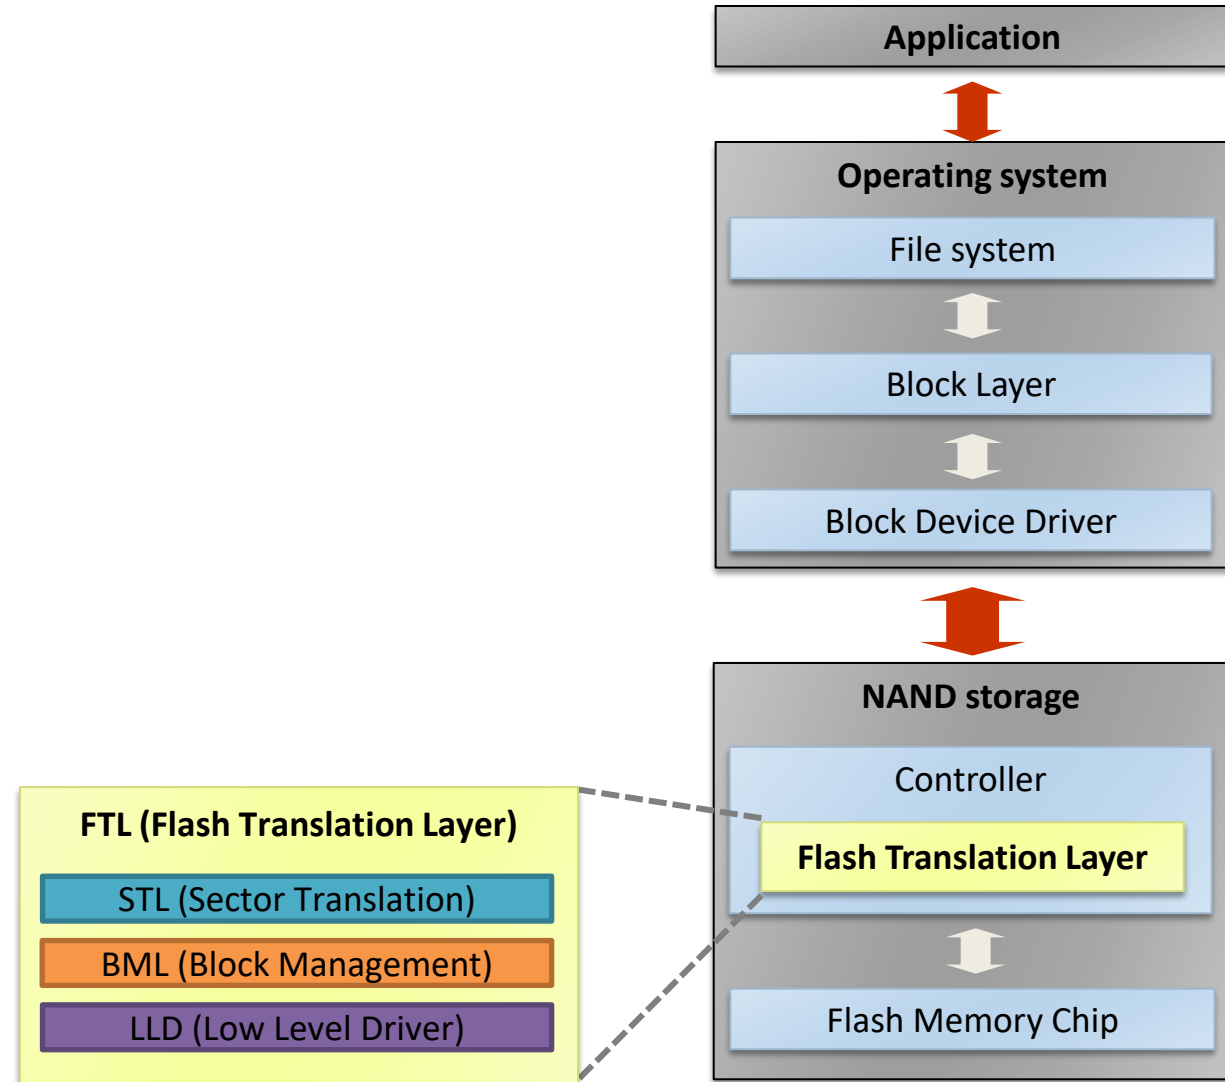 Application
Operating system
File system
Block Layer
Block Device Driver
NAND storage
Controller
Flash Translation Layer
Flash Memory Chip
FTL (Flash Translation Layer)
STL (Sector Translation)
BML (Block Management)
LLD (Low Level Driver)